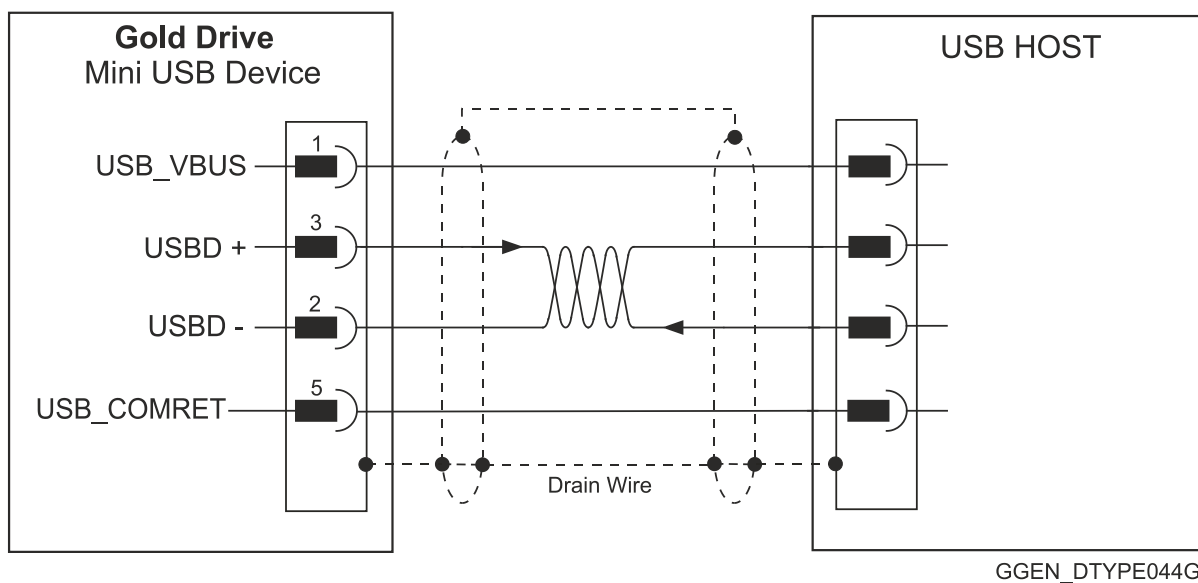 Gold Drive
Mini USB Device
USB HOST
1
USB_VBUS
3
USBD +
2
USBD -
5
USB_COMRET
Drain Wire
GGEN_DTYPE044G